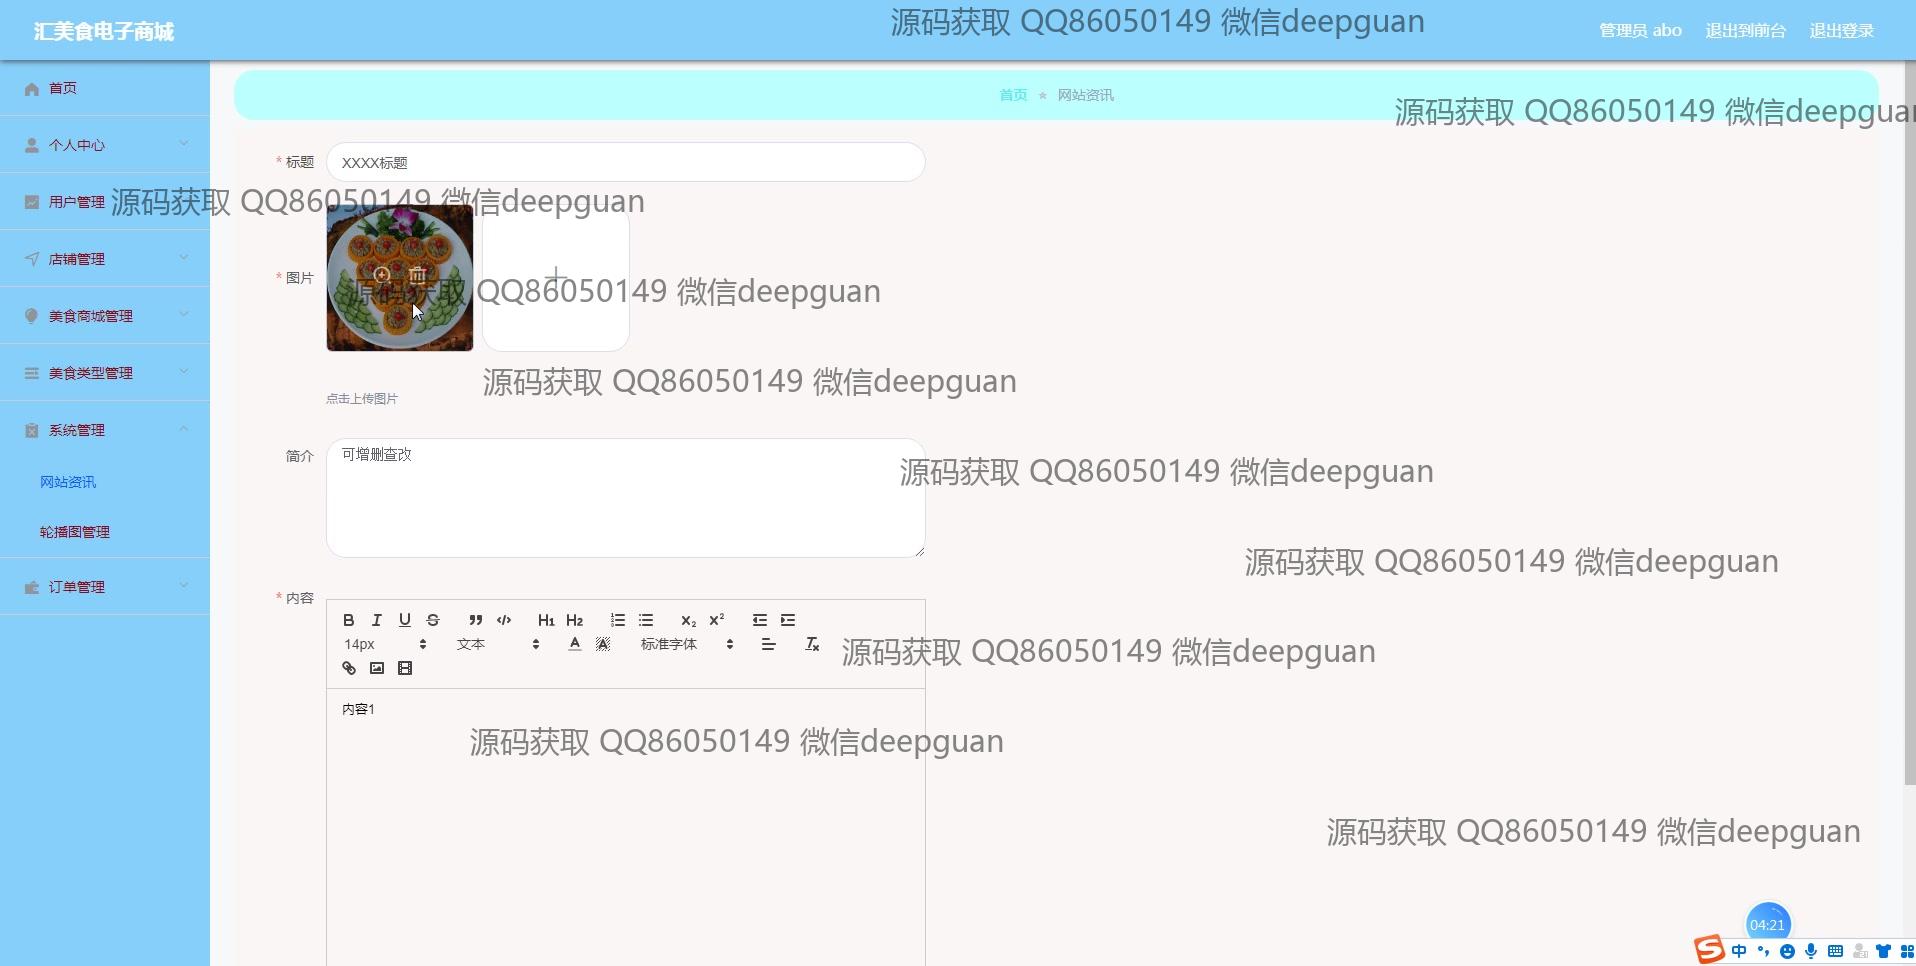 汇美食电子商城
源码获取 QQ86050149 微信deepguan
管理员 abo
退出到前台
退出登录
首页
首页 网站资讯
源码获取 QQ86050149 微信deepguan
个人中心
* 标题
XXXX标题
用户管理
源码获取 QQ86050149 微信deepguan
店铺管理
* 图片
源码获取 QQ86050149 微信deepguan
美食商城管理
美食类型管理
源码获取 QQ86050149 微信deepguan
点击上传图片
系统管理
简介
可增删查改
源码获取 QQ86050149 微信deepguan
网站资讯
轮播图管理
源码获取 QQ86050149 微信deepguan
订单管理
* 内容
B I U S H1 H2 x2 x2
14px 文本 A A 标准字体 Tx
源码获取 QQ86050149 微信deepguan
内容1
源码获取 QQ86050149 微信deepguan
源码获取 QQ86050149 微信deepguan
04:21
S 中